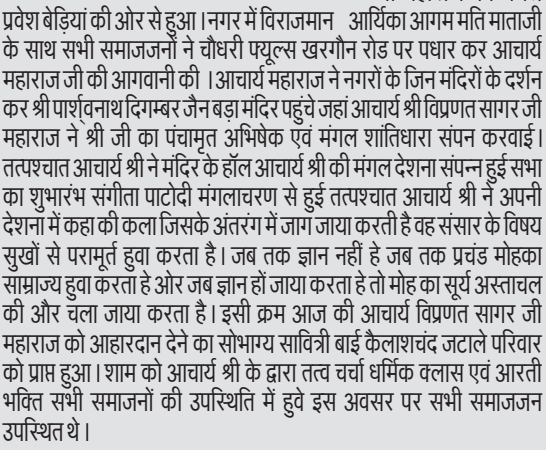 प्रवेश बेड़ियां की ओर से हुआ । नगर में विराजमान आर्यिका आगम मति माताजी
के साथ सभी समाजजनों ने चौधरी फ्यूल्स खरगौन रोड पर पधार कर आचार्य
महाराज जी की आगवानी की । आचार्य महाराज ने नगरों के जिन मंदिरों के दर्शन
कर श्री पार्श्वनाथ दिगम्बर जैन बड़ा मंदिर पहुंचे जहां आचार्य श्री विप्रणत सागर जी
महाराज ने श्री जी का पंचामृत अभिषेक एवं मंगल शांतिधारा संपन करवाई ।
तत्पश्चात आचार्य श्री ने मंदिर के हॉल आचार्य श्री की मंगल देशना संपन्न हुई सभा
का शुभारंभ संगीता पाटोदी मंगलाचरण से हुई तत्पश्चात आचार्य श्री ने अपनी
देशना में कहा की कला जिसके अंतरंग में जाग जाया करती है वह संसार के विषय
सुखों से परामूर्त हुवा करता है । जब तक ज्ञान नहीं हे जब तक प्रचंड मोहका
साम्राज्य हुवा करता हे ओर जब ज्ञान हों जाया करता हे तो मोह का सूर्य अस्ताचल
की और चला जाया करता है । इसी क्रम आज की आचार्य विप्रणत सागर जी
महाराज को आहारदान देने का सोभाग्य सावित्री बाई कैलाशचंद जटाले परिवार
को प्राप्त हुआ । शाम को आचार्य श्री के द्वारा तत्व चर्चा धर्मिक क्लास एवं आरती
भक्ति सभी समाजनों की उपस्थिति में हुवे इस अवसर पर सभी समाजजन
उपस्थित थे ।